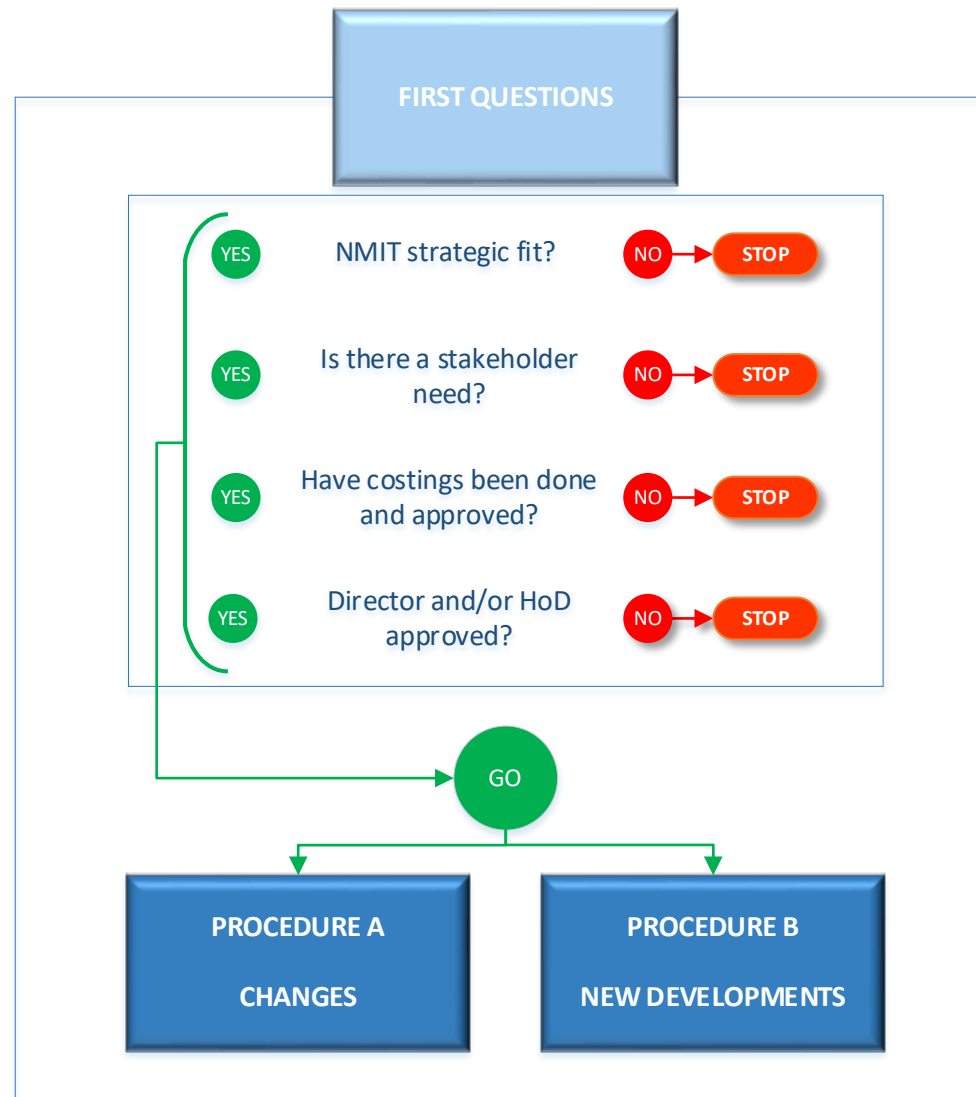 FIRST QUESTIONS
YES NMIT strategic fit? NO STOP
YES Is there a stakeholder need? NO STOP
YES Have costings been done and approved? NO STOP
YES Director and/or HoD approved? NO STOP
GO
PROCEDURE A
CHANGES
PROCEDURE B
NEW DEVELOPMENTS